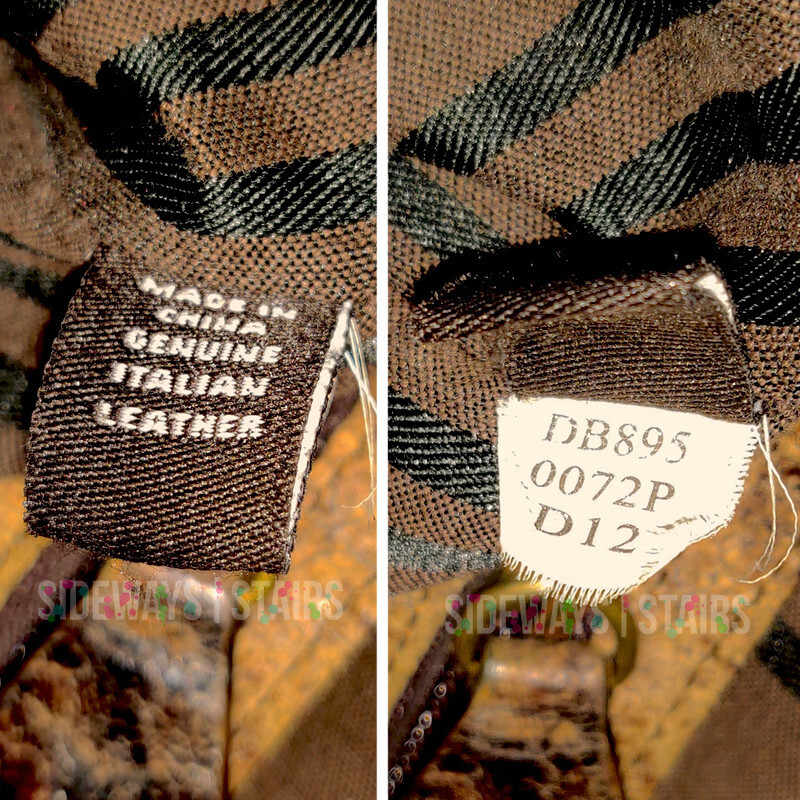 MADE IN
CHINA
GENUINE
ITALIAN
LEATHER
DB895
0072P
D12
SIDEWAYS | STAIRS
SIDEWAYS | STAIRS